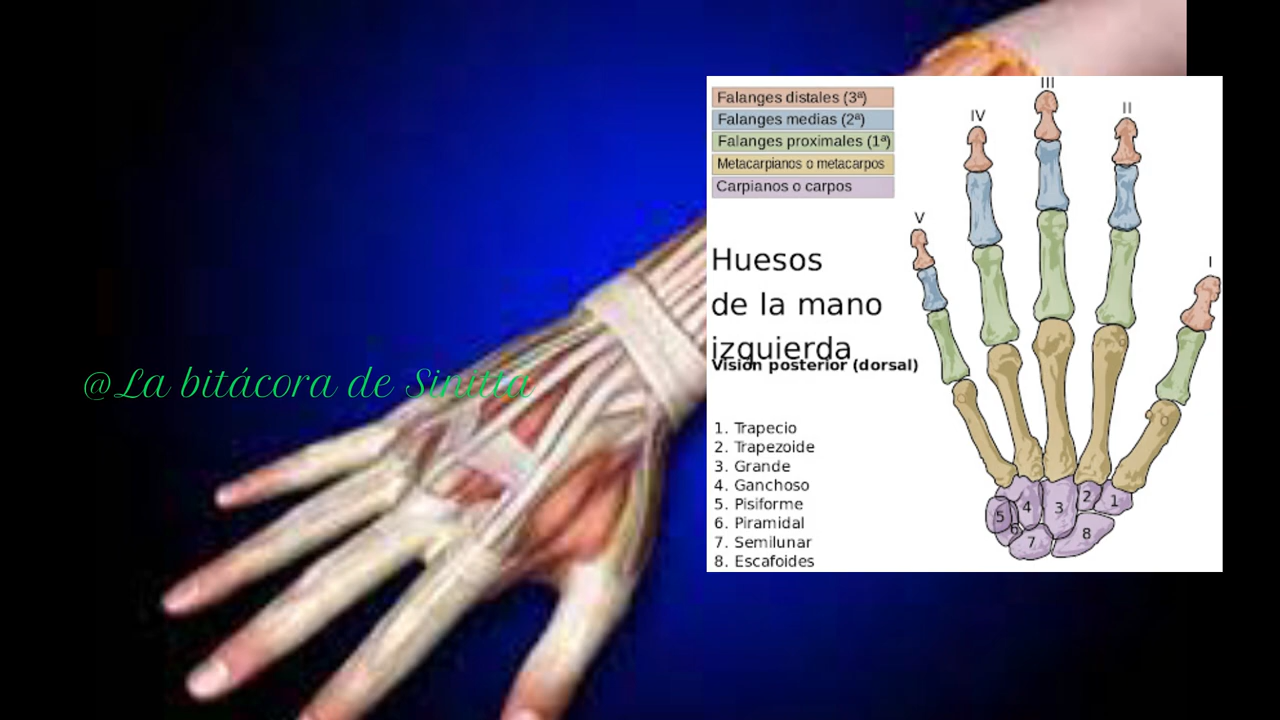 @La bitácora de Sinitta
Falanges distales (3ª)
Falanges medias (2ª)
Falanges proximales (1ª)
Metacarpianos o metacarpos
Carpianos o carpos
Huesos
de la mano
izquierda
Visión posterior (dorsal)
1. Trapecio
2. Trapezoide
3. Grande
4. Ganchoso
5. Pisiforme
6. Piramidal
7. Semilunar
8. Escafoides
III
IV
II
V
I
5
4
3
2
1
6
7
8